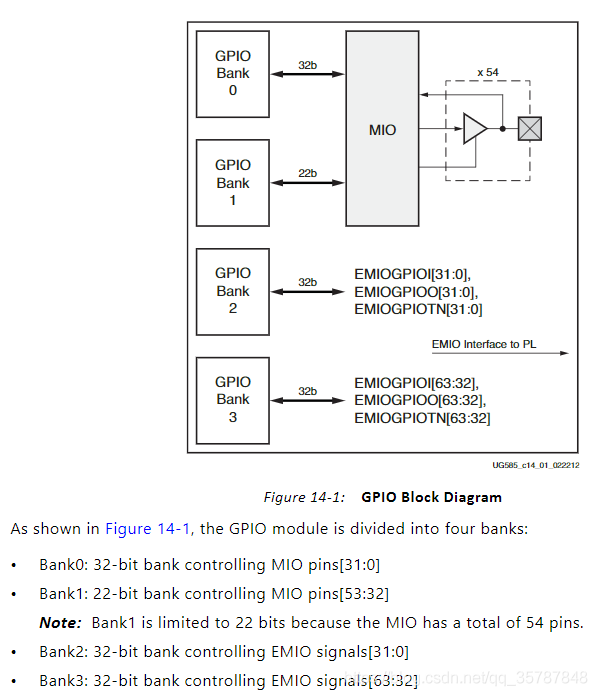 GPIO
Bank
0
32b
x 54
MIO
GPIO
Bank
1
22b
GPIO
Bank
2
32b
EMIOGPIOI[31:0],
EMIOGPIOO[31:0],
EMIOGPIOTN[31:0]
EMIO Interface to PL
GPIO
Bank
3
32b
EMIOGPIOI[63:32],
EMIOGPIOO[63:32],
EMIOGPIOTN[63:32]
UG585_c14_01_022212
Figure 14-1: GPIO Block Diagram
As shown in Figure 14-1, the GPIO module is divided into four banks:
• Bank0: 32-bit bank controlling MIO pins[31:0]
• Bank1: 22-bit bank controlling MIO pins[53:32]
Note: Bank1 is limited to 22 bits because the MIO has a total of 54 pins.
• Bank2: 32-bit bank controlling EMIO signals[31:0]
• Bank3: 32-bit bank controlling EMIO signals[63:32]
csdn.net/qq_35787848